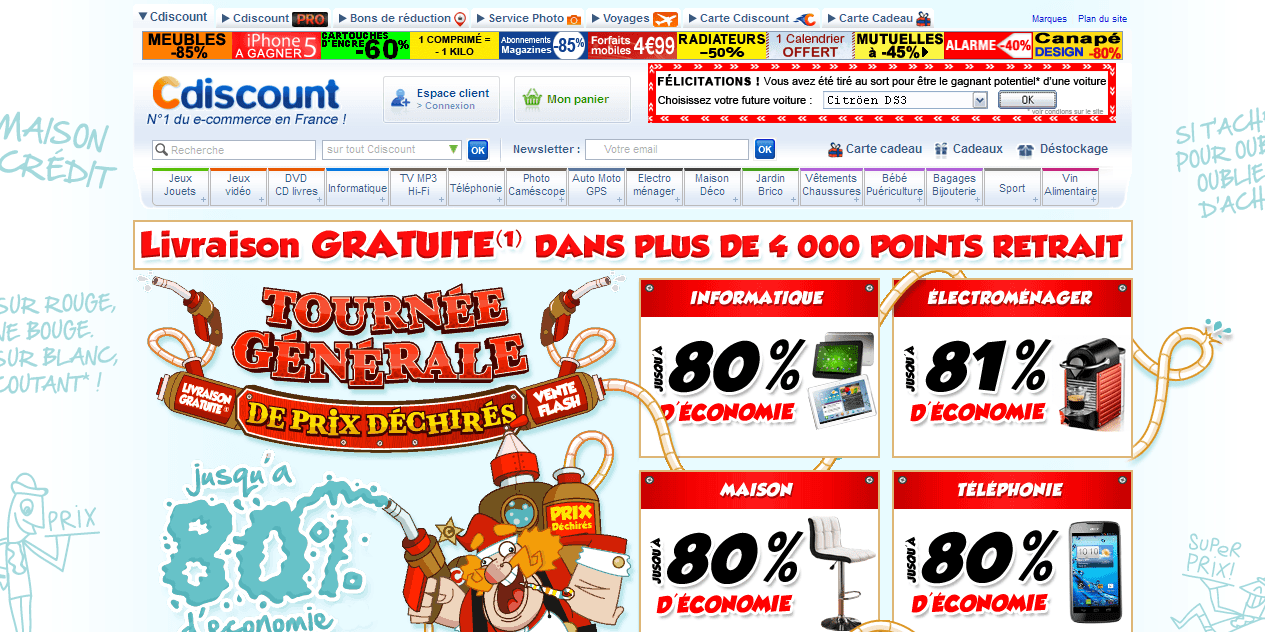 Cdiscount
Cdiscount PRO
Bons de réduction
Service Photo
Voyages
Carte Cdiscount
Carte Cadeau
Marques
Plan du site
MEUBLES
-85%
iPhone 5
A GAGNER
CARTOUCHES
D'ENCRE
-60%
1 COMPRIMÉ =
- 1 KILO
Abonnements
Magazines
-85%
Forfaits
mobiles
4€99
RADIATEURS
-50%
1 Calendrier
OFFERT
MUTUELLES
à -45%
ALARME -40%
Canapé
DESIGN -80%
Cdiscount
N°1 du e-commerce en France !
Espace client
> Connexion
Mon panier
FÉLICITATIONS ! Vous avez été tiré au sort pour être le gagnant potentiel* d'une voiture
Choisissez votre future voiture :
Citröen DS3
OK
* voir condtions sur le site
Recherche
sur tout Cdiscount
OK
Newsletter :
Votre email
OK
Carte cadeau
Cadeaux
Déstockage
Jeux
Jouets
Jeux
vidéo
DVD
CD livres
Informatique
TV MP3
Hi-Fi
Téléphonie
Photo
Caméscope
Auto Moto
GPS
Electro
ménager
Maison
Déco
Jardin
Brico
Vêtements
Chaussures
Bébé
Puériculture
Bagages
Bijouterie
Sport
Vin
Alimentaire
MAISON
CRÉDIT
SI TACH
POUR OUB
OUBLIE
D'ACH
Livraison GRATUITE(1) DANS PLUS DE 4 000 POINTS RETRAIT
SUR ROUGE,
NE BOUGE.
SUR BLANC,
COUTANT* !
TOURNÉE
GÉNÉRALE
LIVRAISON
GRATUITE
DE PRIX DÉCHIRÉS
VENTE
FLASH
jusqu'à
80%
d'économie
PRIX
Déchirés
INFORMATIQUE
JUSQU'À
80%
D'ÉCONOMIE
ÉLECTROMÉNAGER
JUSQU'À
81%
D'ÉCONOMIE
MAISON
JUSQU'À
80%
D'ÉCONOMIE
TÉLÉPHONIE
JUSQU'À
80%
D'ÉCONOMIE
10:10
PRIX
SUPER
PRIX!